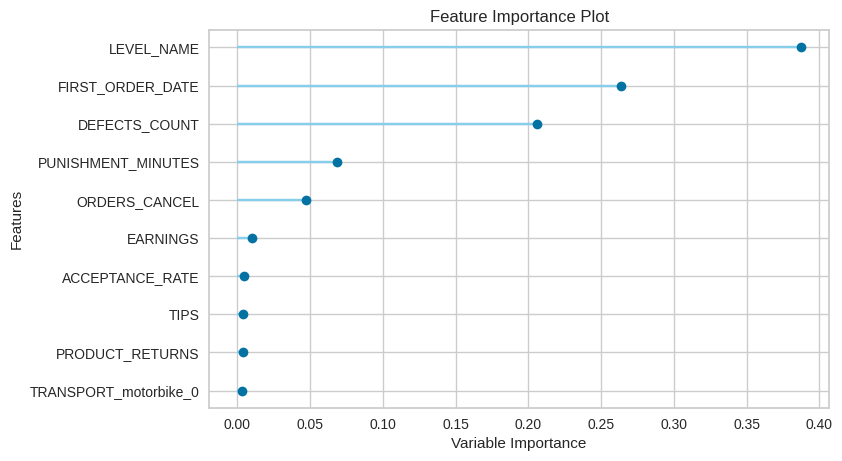 Feature Importance Plot
LEVEL_NAME
FIRST_ORDER_DATE
DEFECTS_COUNT
PUNISHMENT_MINUTES
ORDERS_CANCEL
EARNINGS
ACCEPTANCE_RATE
TIPS
PRODUCT_RETURNS
TRANSPORT_motorbike_0
Features
0.00 0.05 0.10 0.15 0.20 0.25 0.30 0.35 0.40
Variable Importance